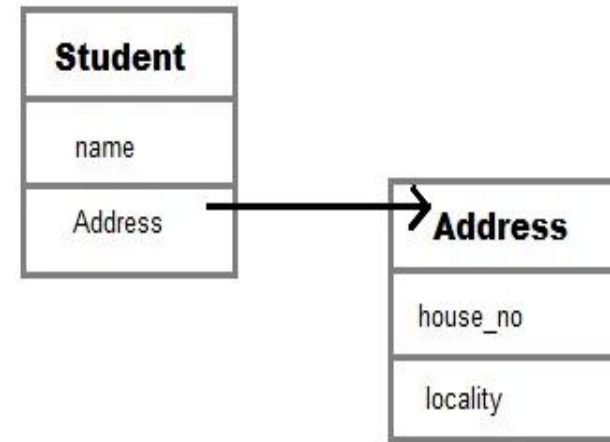 Student
name
Address
Address
house_no
locality